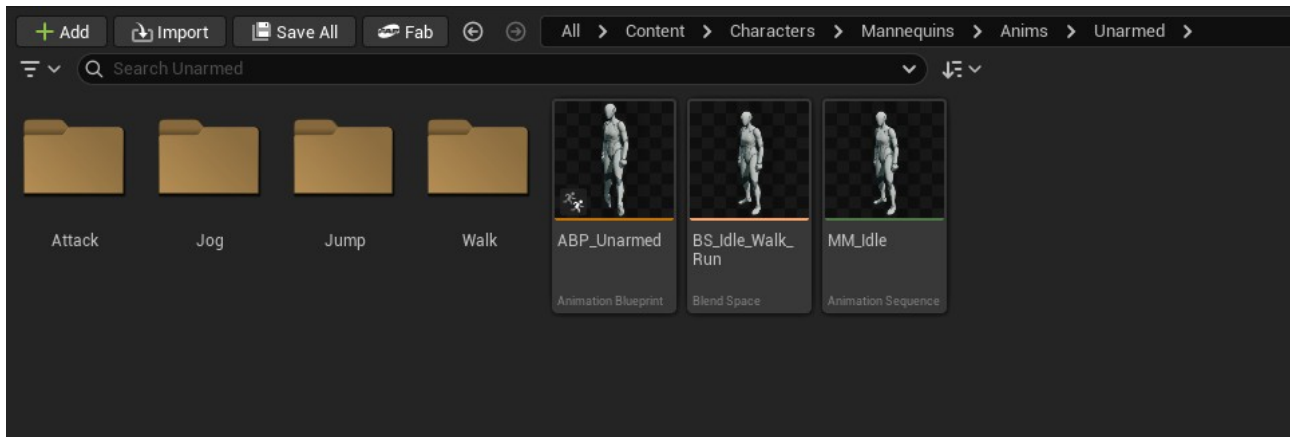 + Add Import Save All Fab All > Content > Characters > Mannequins > Anims > Unarmed >
Search Unarmed
Attack
Jog
Jump
Walk
ABP_Unarmed
Animation Blueprint
BS_Idle_Walk_
Run
Blend Space
MM_Idle
Animation Sequence